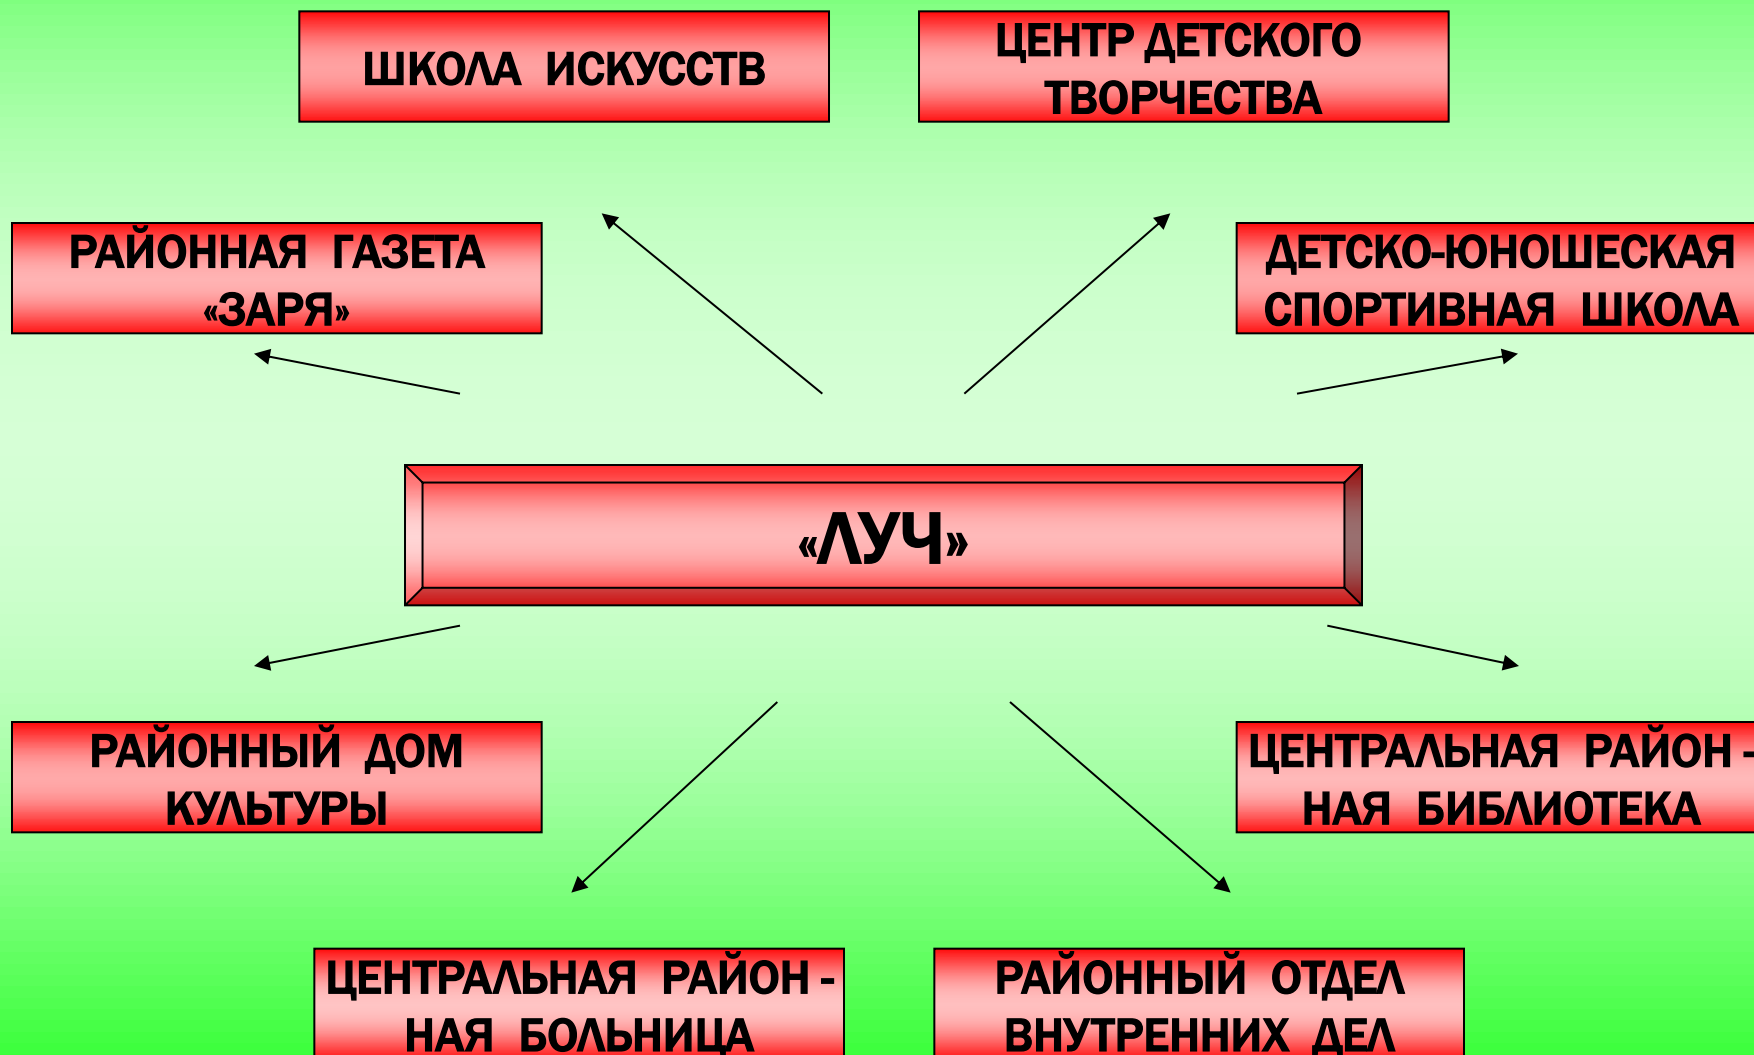 ШКОЛА ИСКУССТВ
ЦЕНТР ДЕТСКОГО
ТВОРЧЕСТВА
РАЙОННАЯ ГАЗЕТА
«ЗАРЯ»
ДЕТСКО-ЮНОШЕСКАЯ
СПОРТИВНАЯ ШКОЛА
«ЛУЧ»
РАЙОННЫЙ ДОМ
КУЛЬТУРЫ
ЦЕНТРАЛЬНАЯ РАЙОН -
НАЯ БИБЛИОТЕКА
ЦЕНТРАЛЬНАЯ РАЙОН -
НАЯ БОЛЬНИЦА
РАЙОННЫЙ ОТДЕЛ
ВНУТРЕННИХ ДЕЛ